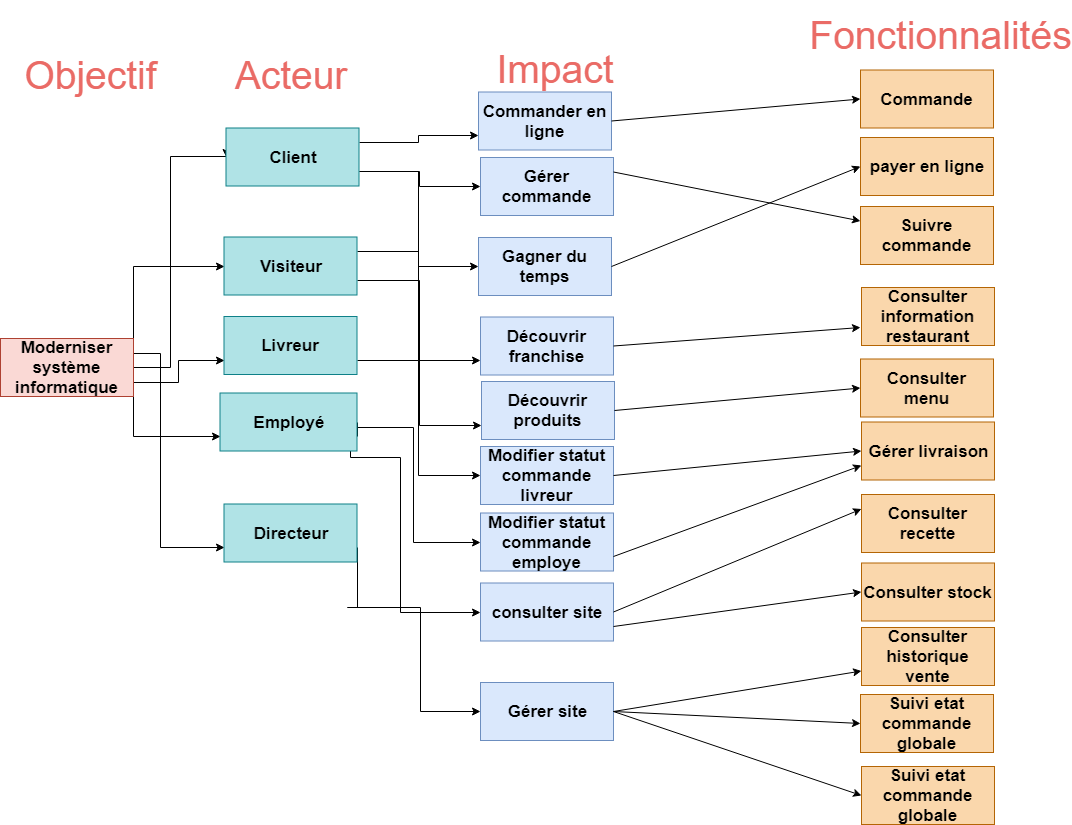 Objectif
Acteur
Impact
Fonctionnalités
Moderniser
système
informatique
Client
Visiteur
Livreur
Employé
Directeur
Commander en
ligne
Gérer
commande
Gagner du
temps
Découvrir
franchise
Découvrir
produits
Modifier statut
commande
livreur
Modifier statut
commande
employe
consulter site
Gérer site
Commande
payer en ligne
Suivre
commande
Consulter
information
restaurant
Consulter
menu
Gérer livraison
Consulter
recette
Consulter stock
Consulter
historique
vente
Suivi etat
commande
globale
Suivi etat
commande
globale